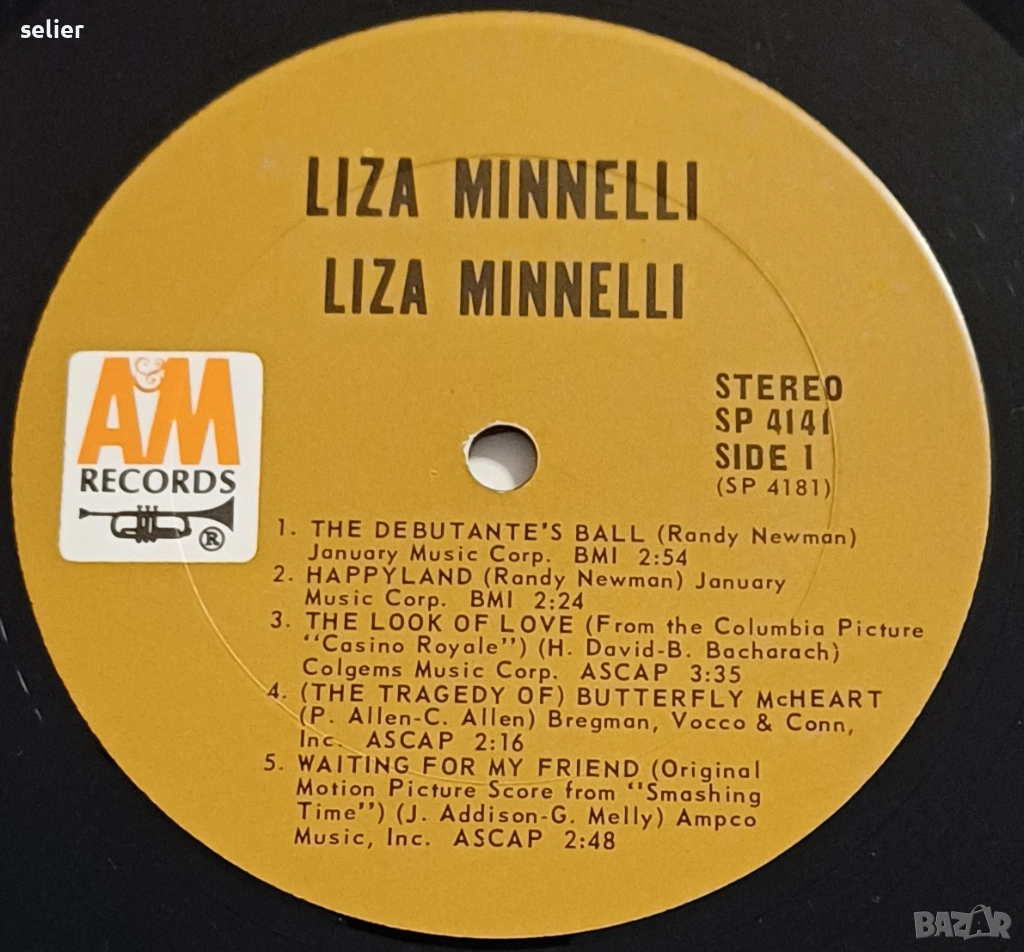 selier
LIZA MINNELLI
LIZA MINNELLI
A&M
RECORDS
®
STEREO
SP 4141
SIDE 1
(SP 4181)
1. THE DEBUTANTE'S BALL (Randy Newman)
January Music Corp. BMI 2:54
2. HAPPYLAND (Randy Newman) January
Music Corp. BMI 2:24
3. THE LOOK OF LOVE (From the Columbia Picture
"Casino Royale") (H. David-B. Bacharach)
Colgems Music Corp. ASCAP 3:35
4. (THE TRAGEDY OF) BUTTERFLY McHEART
(P. Allen-C. Allen) Bregman, Vocco & Conn,
Inc. ASCAP 2:16
5. WAITING FOR MY FRIEND (Original
Motion Picture Score from "Smashing
Time") (J. Addison-G. Melly) Ampco
Music, Inc. ASCAP 2:48
BAZAR